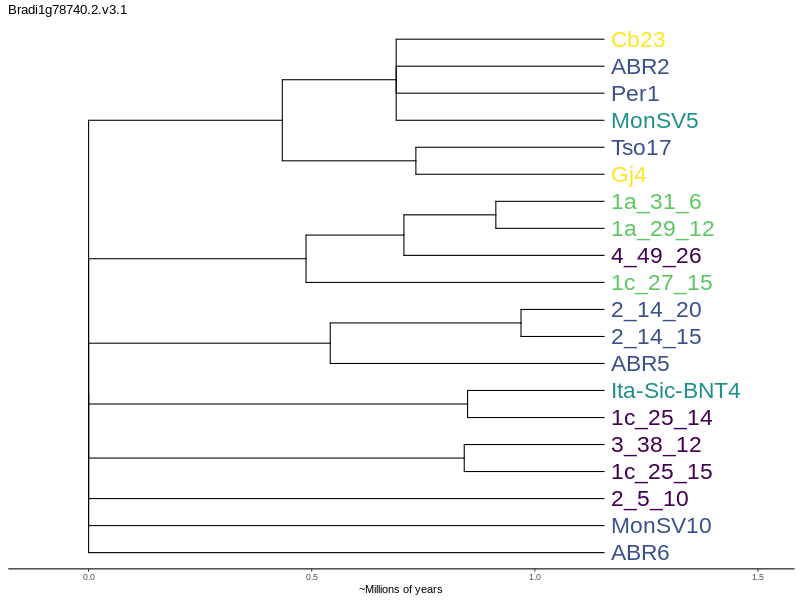 Bradi1g78740.2.v3.1
Cb23
ABR2
Per1
MonSV5
Tso17
Gj4
1a_31_6
1a_29_12
4_49_26
1c_27_15
2_14_20
2_14_15
ABR5
Ita-Sic-BNT4
1c_25_14
3_38_12
1c_25_15
2_5_10
MonSV10
ABR6
0.0 0.5 1.0 1.5
~Millions of years